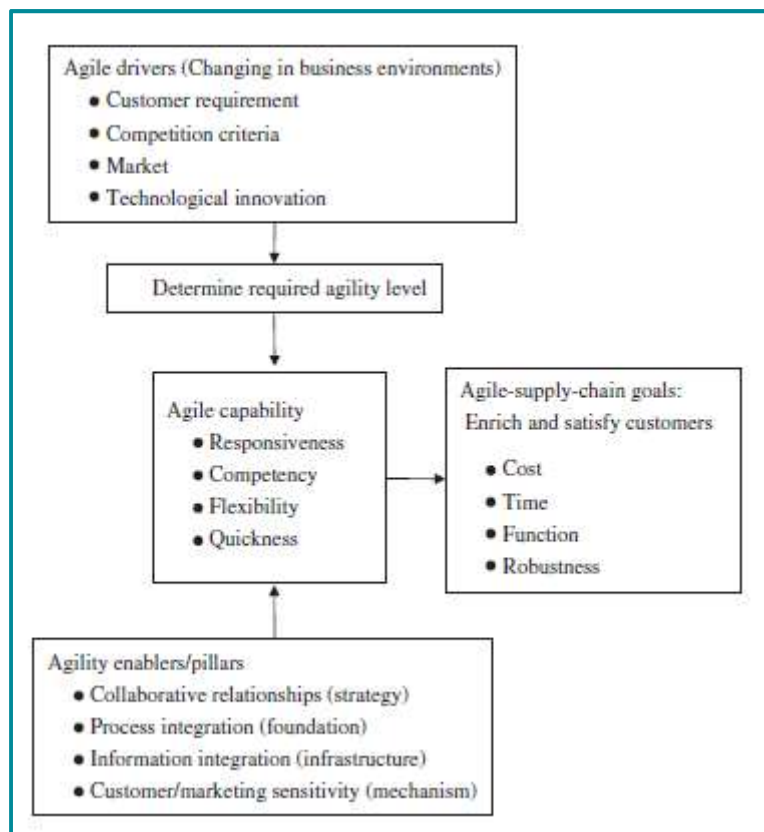 Agile drivers (Changing in business environments)
● Customer requirement
● Competition criteria
● Market
● Technological innovation
Determine required agility level
Agile capability
● Responsiveness
● Competency
● Flexibility
● Quickness
Agile-supply-chain goals:
Enrich and satisfy customers
● Cost
● Time
● Function
● Robustness
Agility enablers/pillars
● Collaborative relationships (strategy)
● Process integration (foundation)
● Information integration (infrastructure)
● Customer/marketing sensitivity (mechanism)